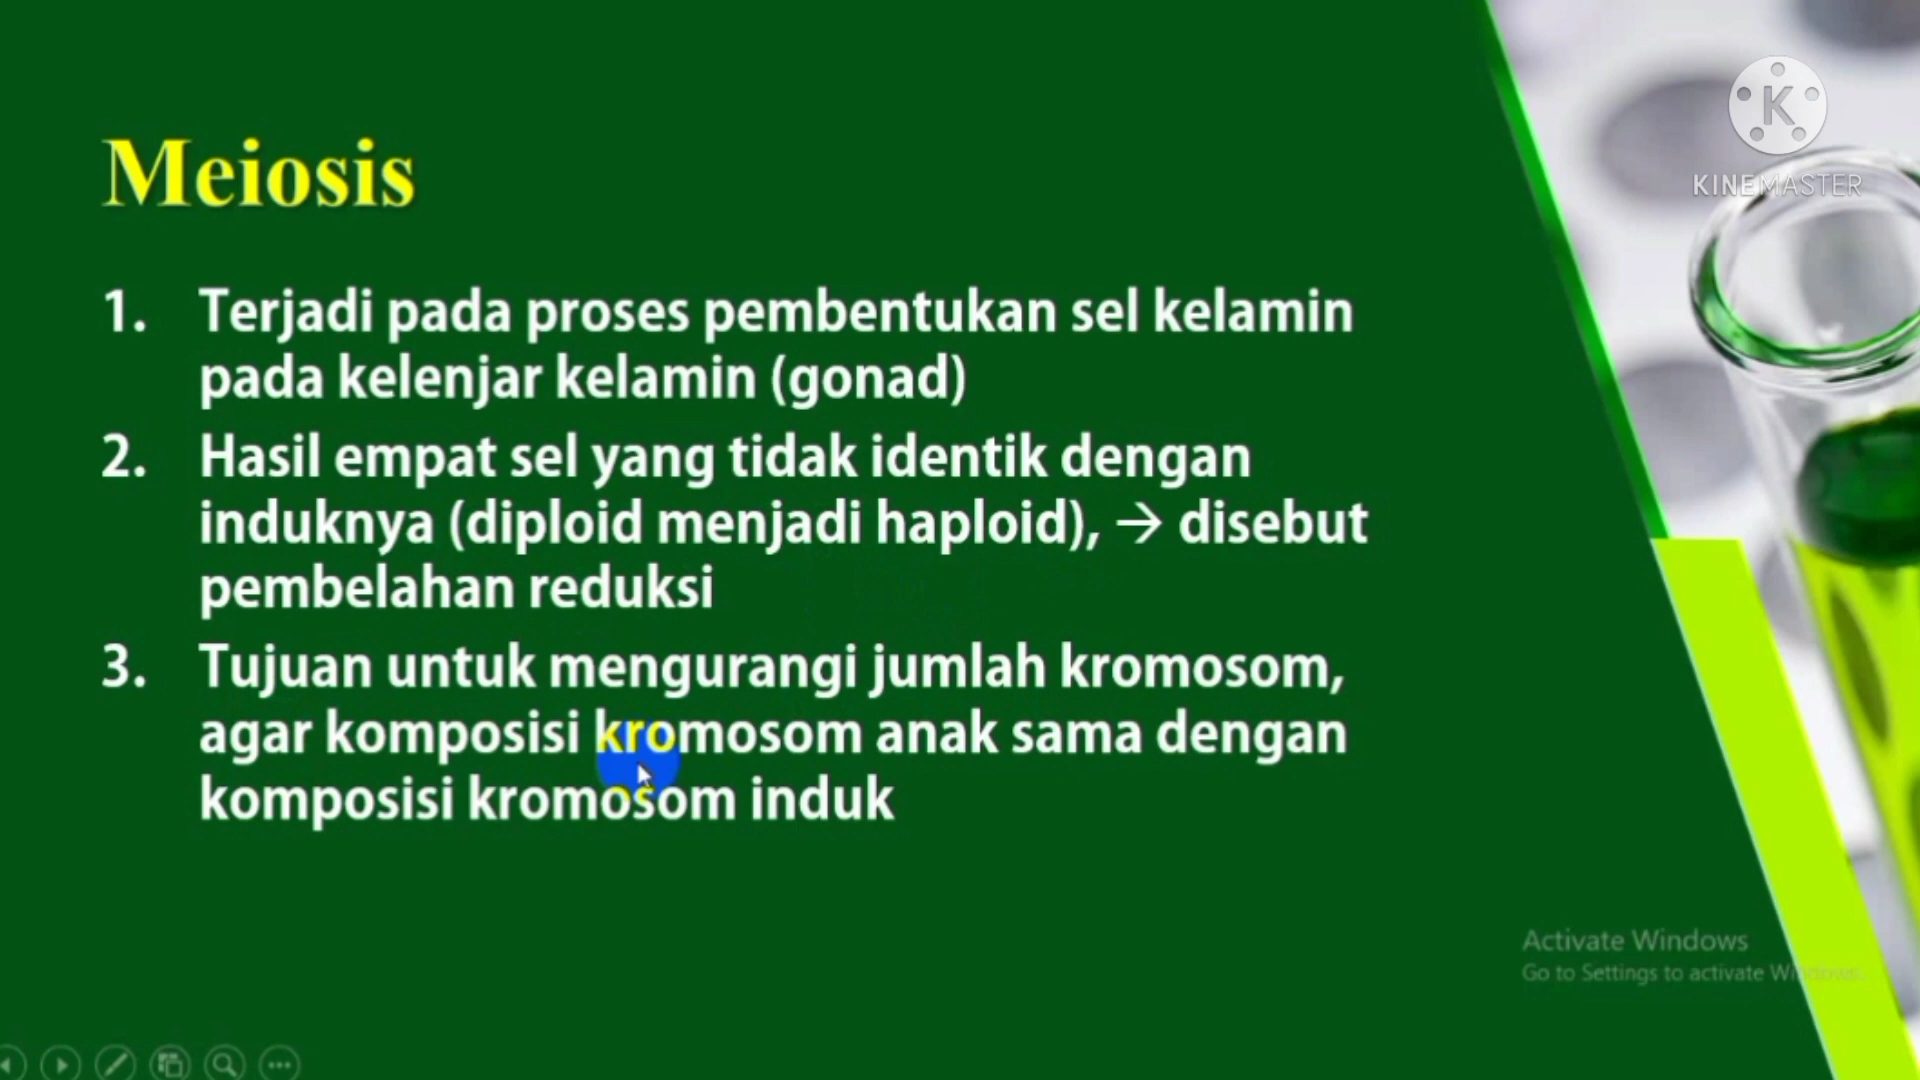 K
KINEMASTER
Meiosis
1. Terjadi pada proses pembentukan sel kelamin
pada kelenjar kelamin (gonad)
2. Hasil empat sel yang tidak identik dengan
induknya (diploid menjadi haploid), → disebut
pembelahan reduksi
3. Tujuan untuk mengurangi jumlah kromosom,
agar komposisi kromosom anak sama dengan
komposisi kromosom induk
Activate Windows
Go to Settings to activate Windows.